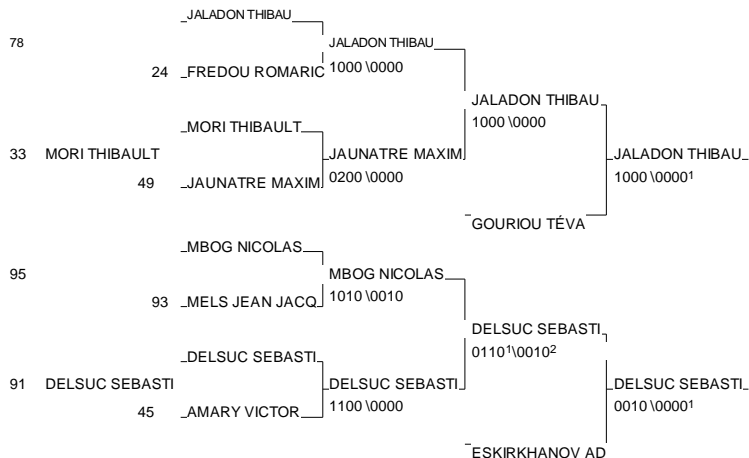 JALADON THIBAU
78 JALADON THIBAU
24 FREDOU ROMARIC 1000 \0000
JALADON THIBAU
1000 \0000
MORI THIBAULT
33 MORI THIBAULT JAUNATRE MAXIM JALADON THIBAU
49 JAUNATRE MAXIM 0200 \0000 1000 \0000¹
GOURIOU TÉVA
MBOG NICOLAS
95 MBOG NICOLAS
93 MELS JEAN JACQ 1010 \0010
DELSUC SEBASTI
0110¹\0010²
DELSUC SEBASTI
91 DELSUC SEBASTI DELSUC SEBASTI DELSUC SEBASTI
45 AMARY VICTOR 1100 \0000 0010 \0000¹
ESKIRKHANOV AD